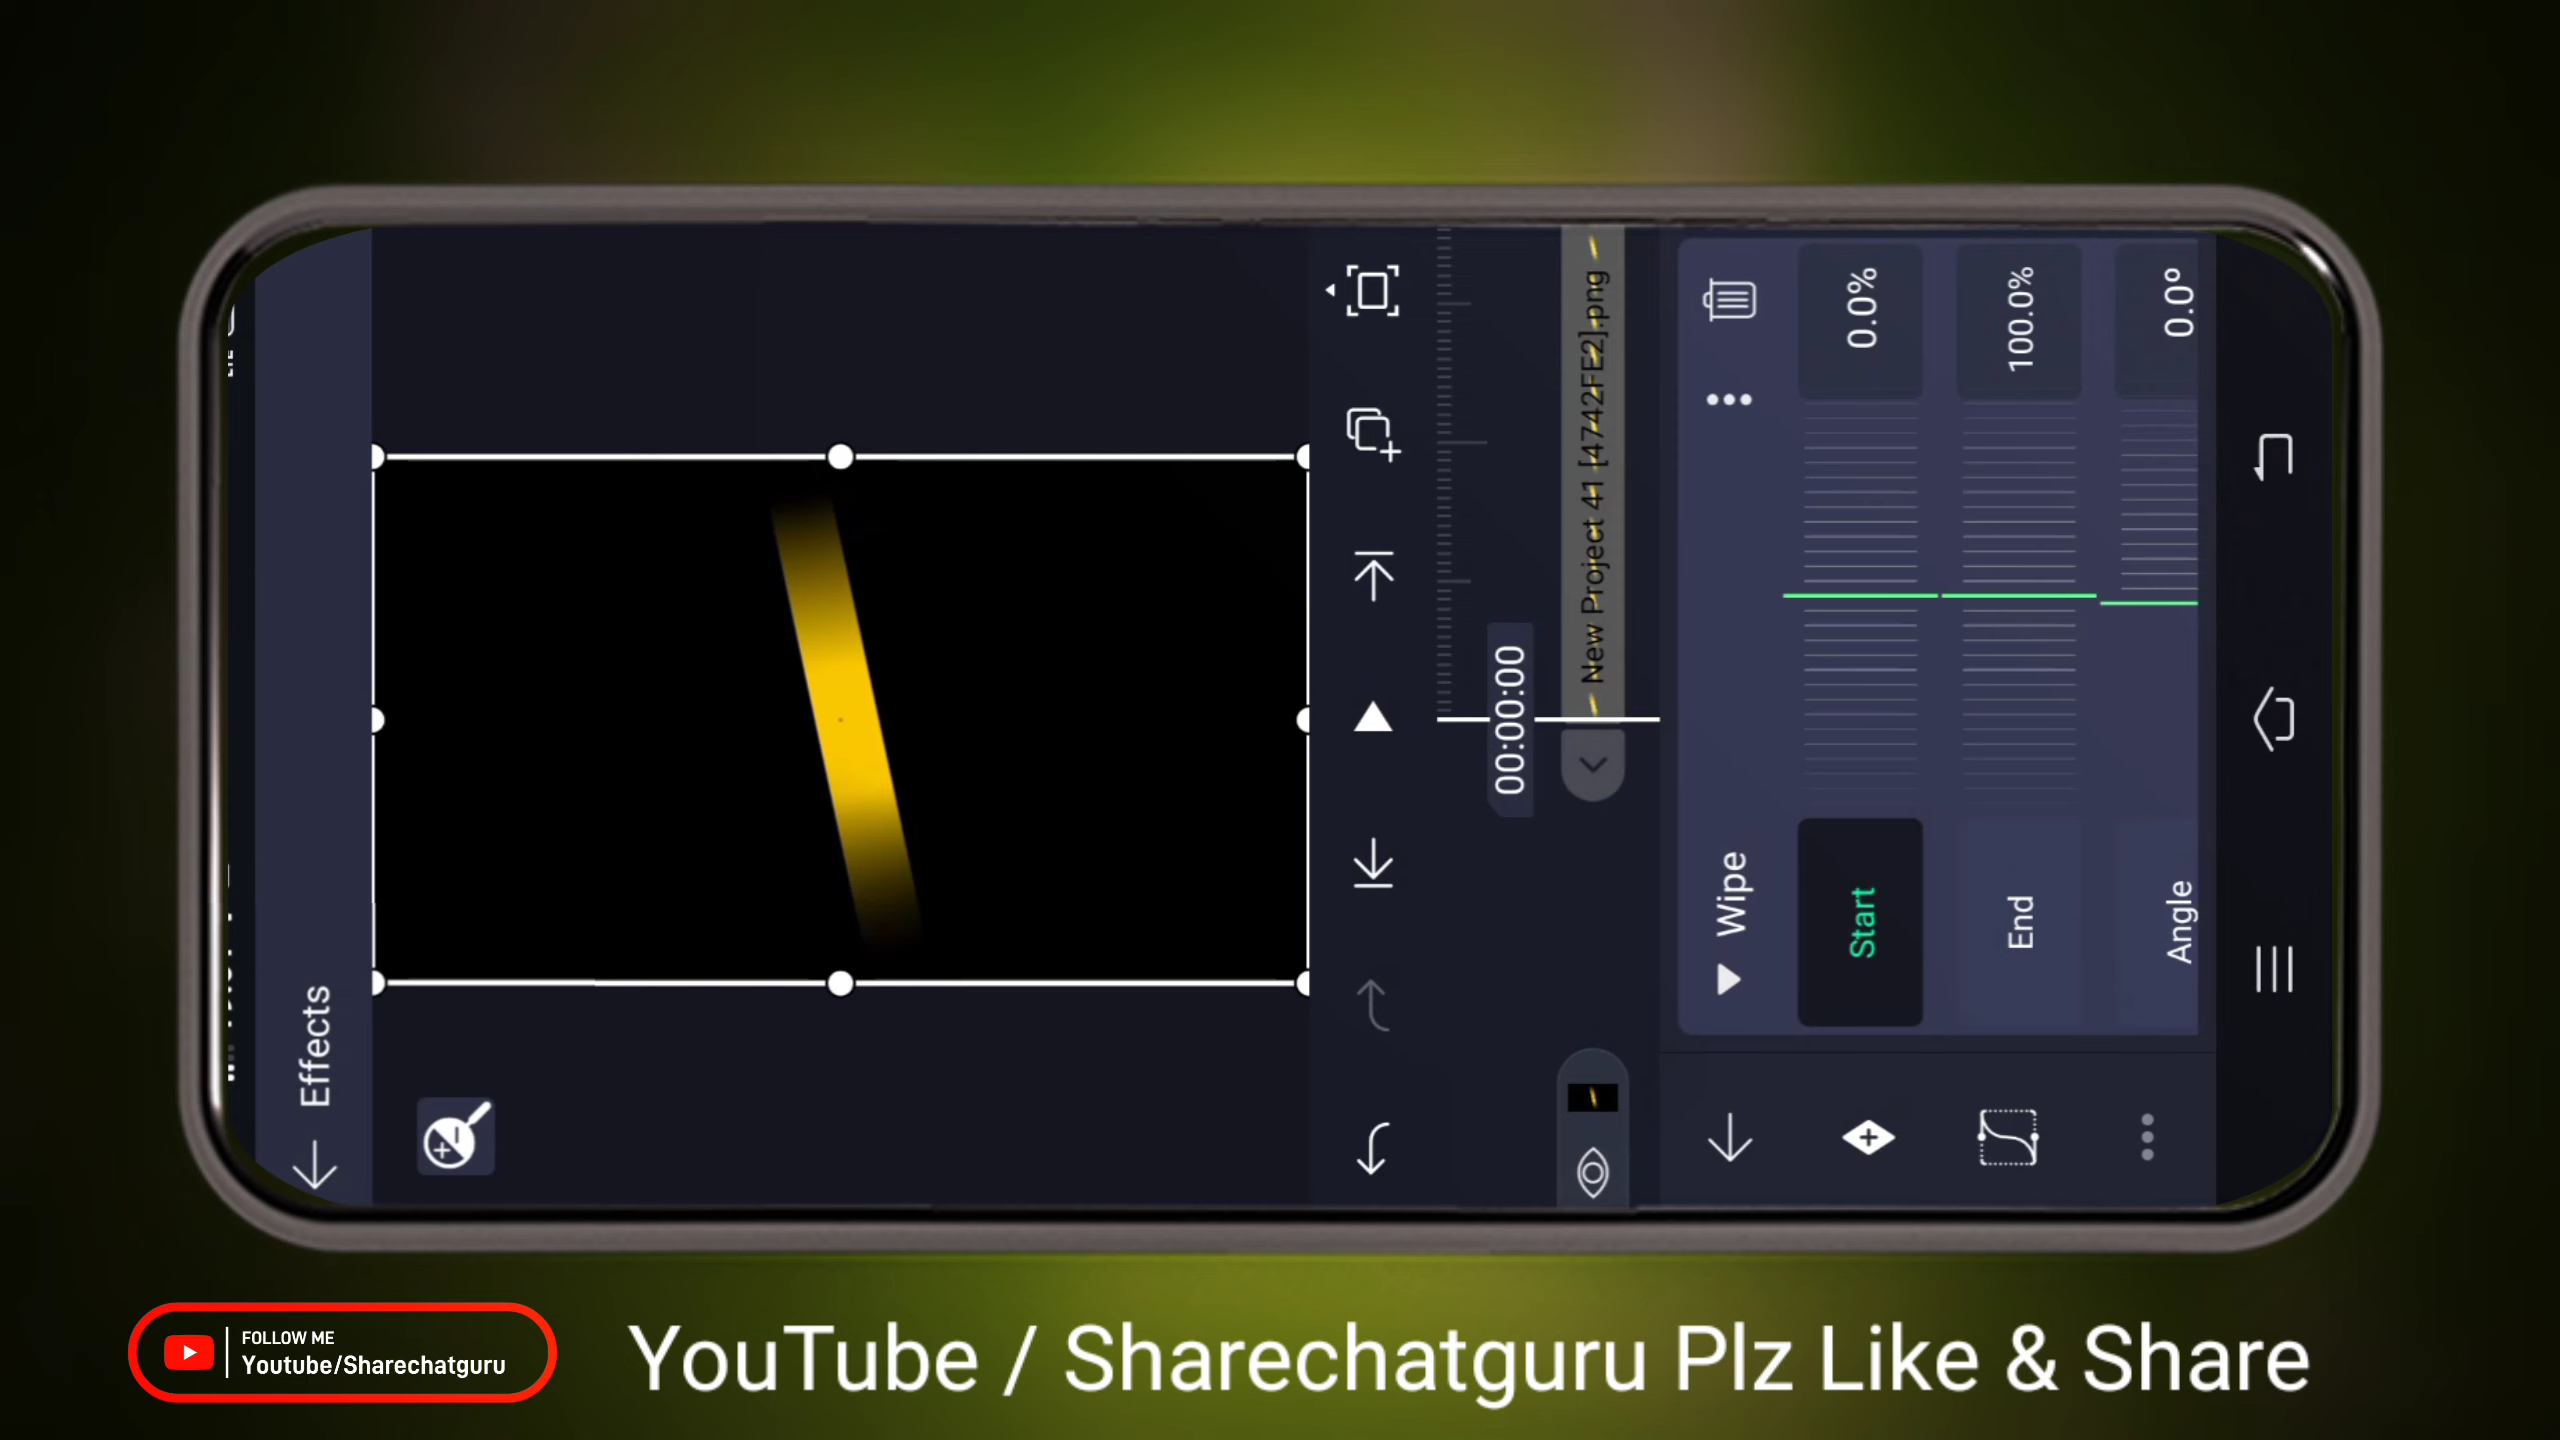 Effects
00:00:00
New Project 41 [4742FE2].png
Wipe
Start
0.0%
End
100.0%
Angle
0.0°
FOLLOW ME
Youtube/Sharechatguru
YouTube / Sharechatguru Plz Like & Share